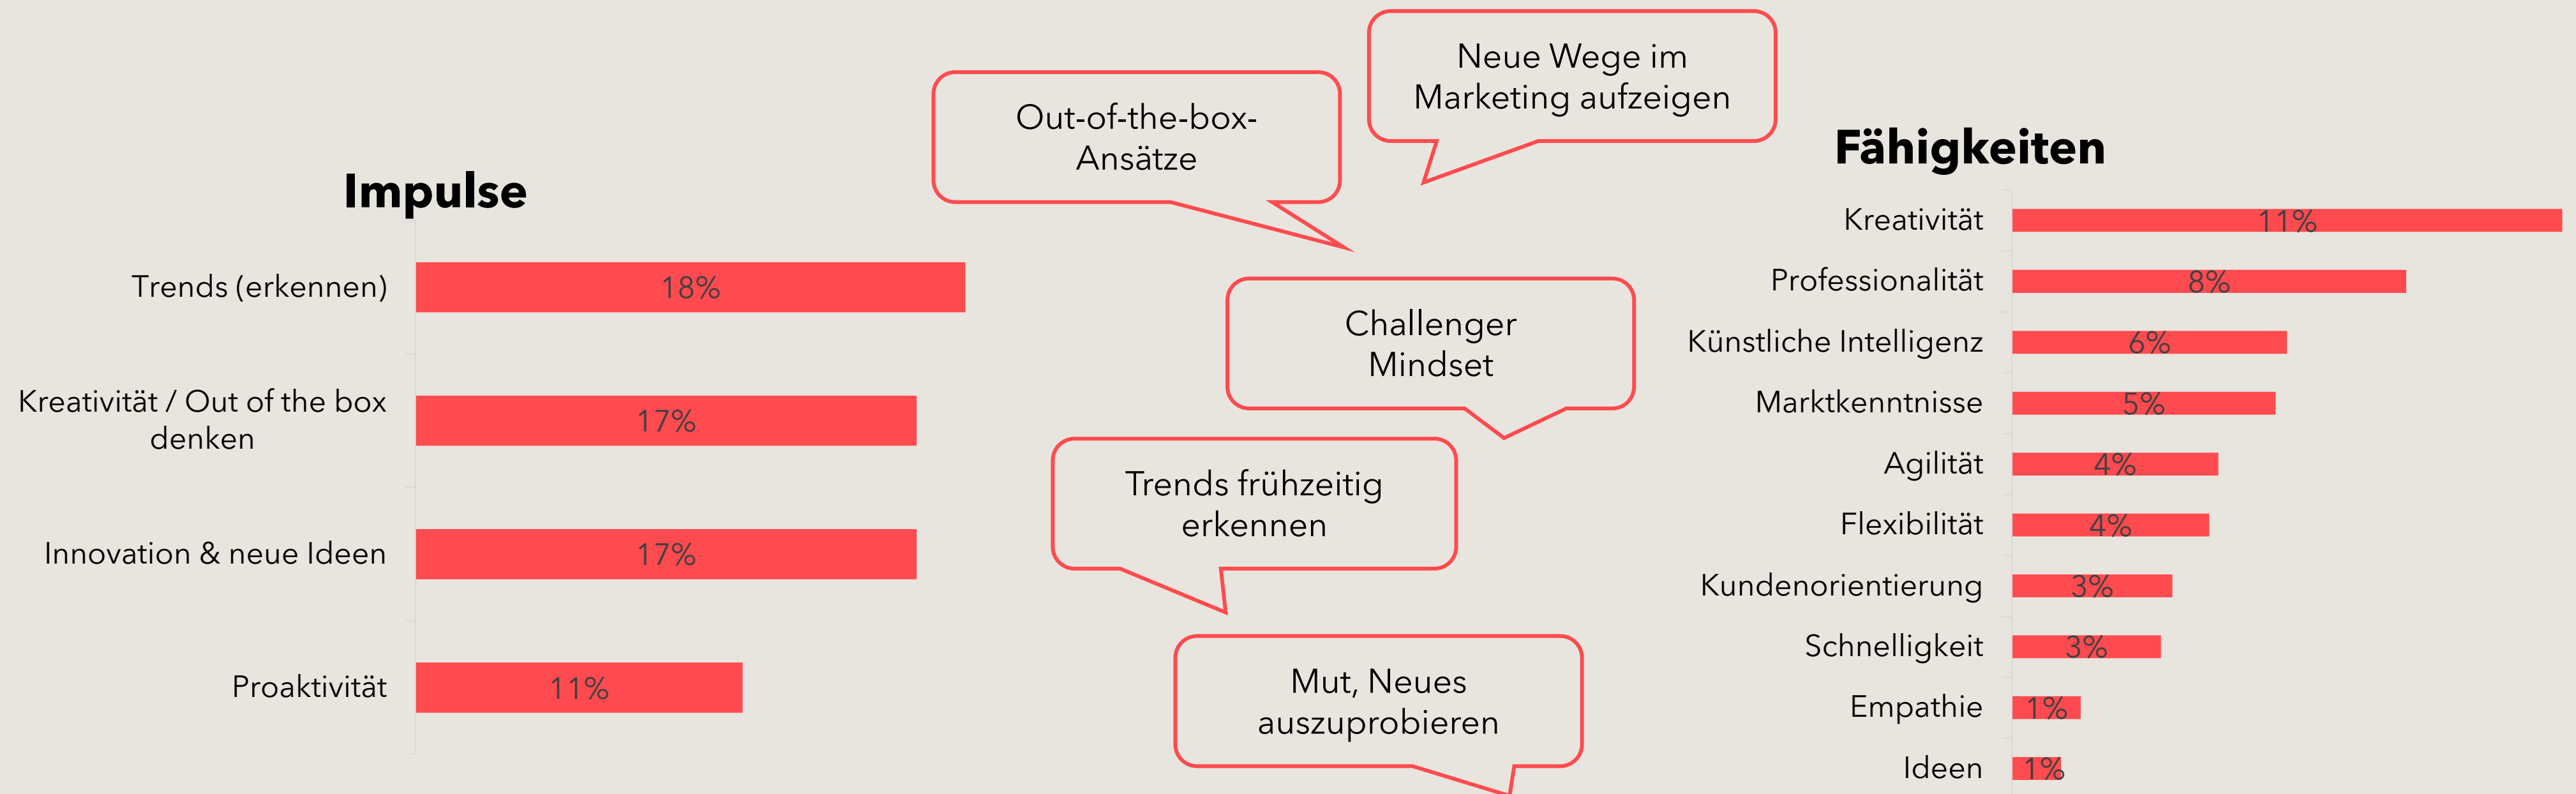 Impulse
Trends (erkennen)
18%
Kreativität / Out of the box
denken
17%
Innovation & neue Ideen
17%
Proaktivität
11%
Out-of-the-box-
Ansätze
Neue Wege im
Marketing aufzeigen
Challenger
Mindset
Trends frühzeitig
erkennen
Mut, Neues
auszuprobieren
Fähigkeiten
Kreativität
11%
Professionalität
8%
Künstliche Intelligenz
6%
Marktkenntnisse
5%
Agilität
4%
Flexibilität
4%
Kundenorientierung
3%
Schnelligkeit
3%
Empathie
1%
Ideen
1%